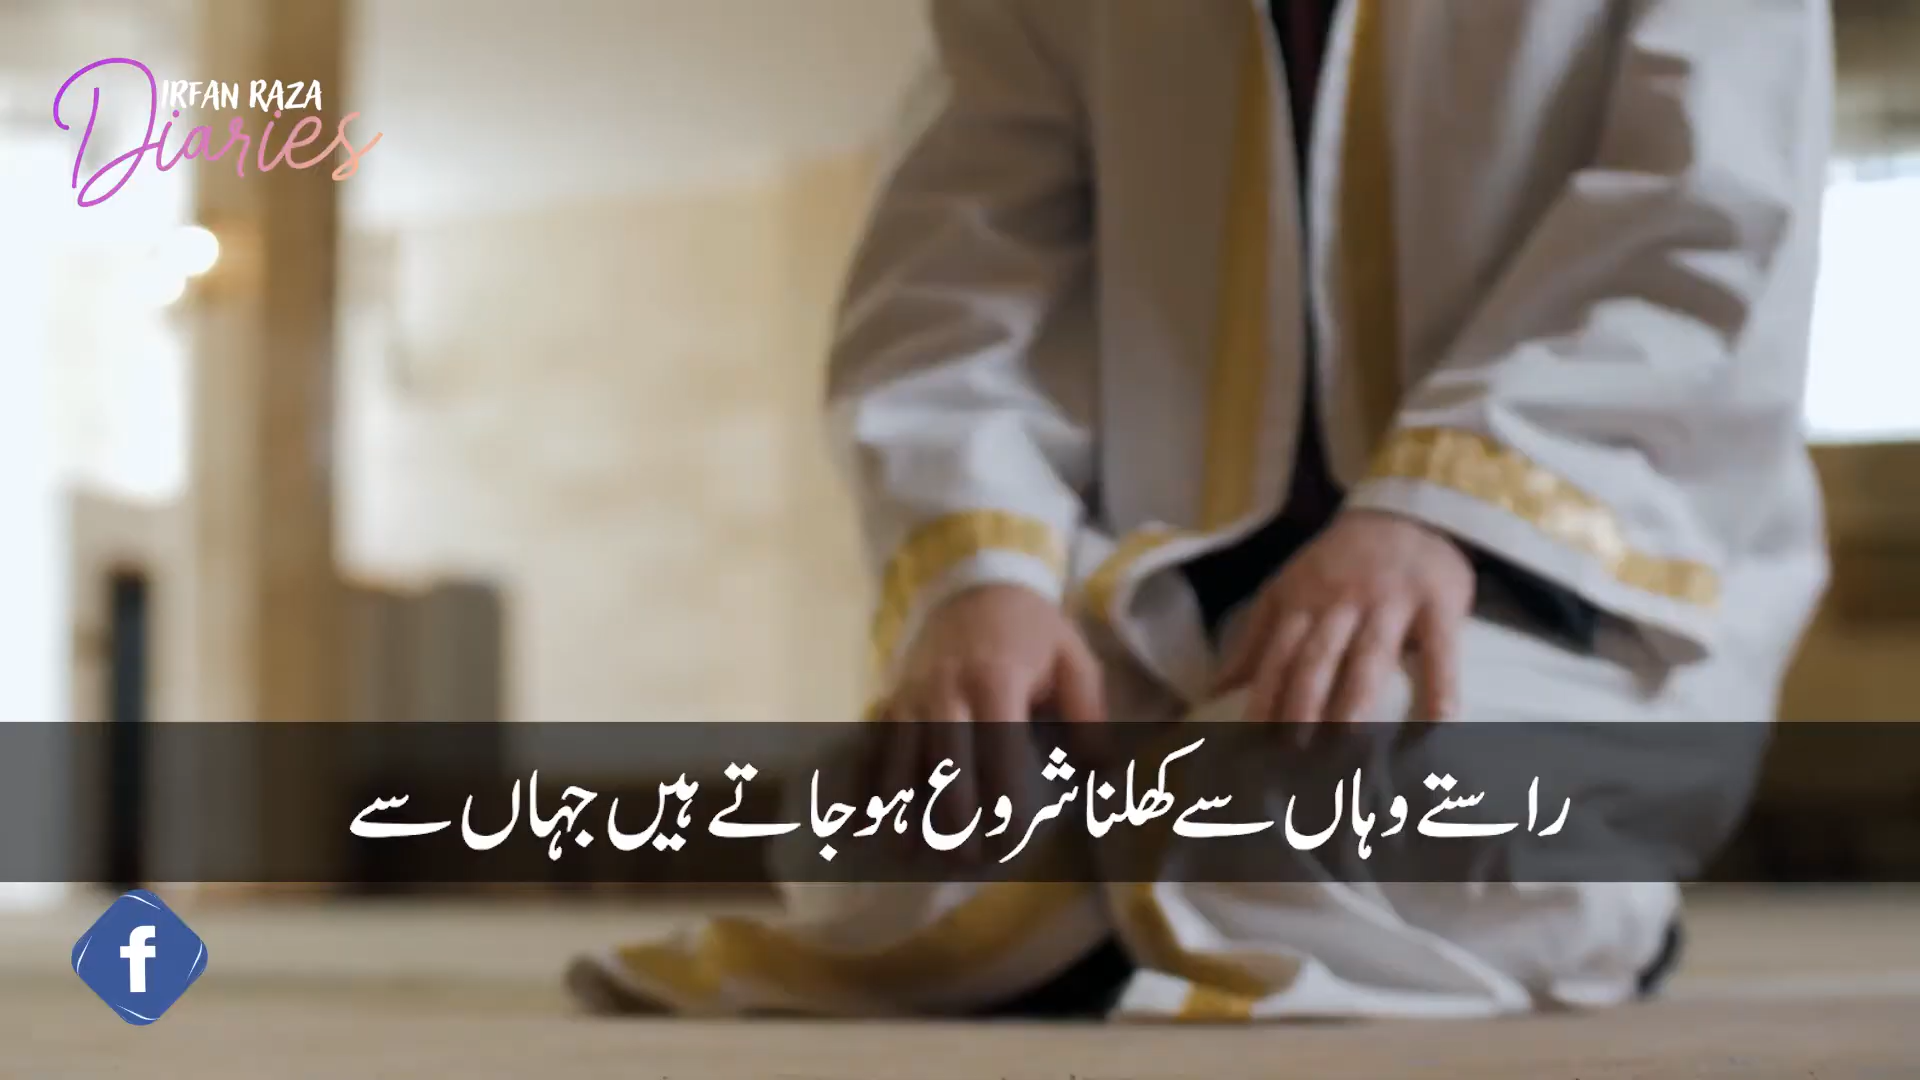 IRFAN RAZA
Diaries
راستے وہاں سے کھلنا شروع ہو جاتے ہیں جہاں سے
f